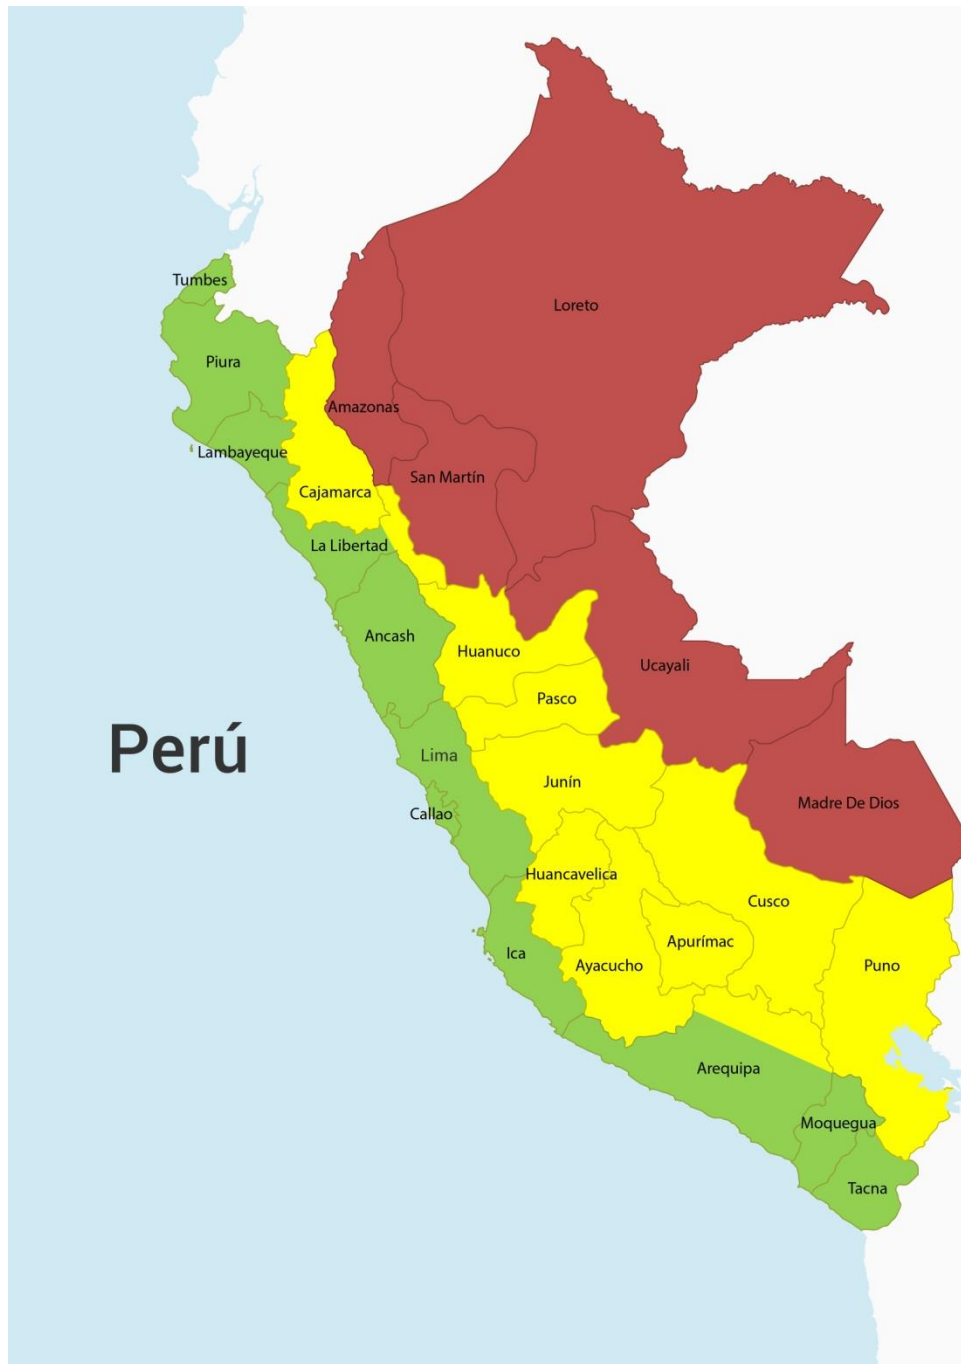 Loreto
Tumbes
Piura
Amazonas
Lambayeque
San Martín
Cajamarca
La Libertad
Ancash
Huanuco
Ucayali
Pasco
Perú
Lima
Junín
Madre De Dios
Callao
Huancavelica
Cusco
Apurímac
Ica
Ayacucho
Puno
Arequipa
Moquegua
Tacna